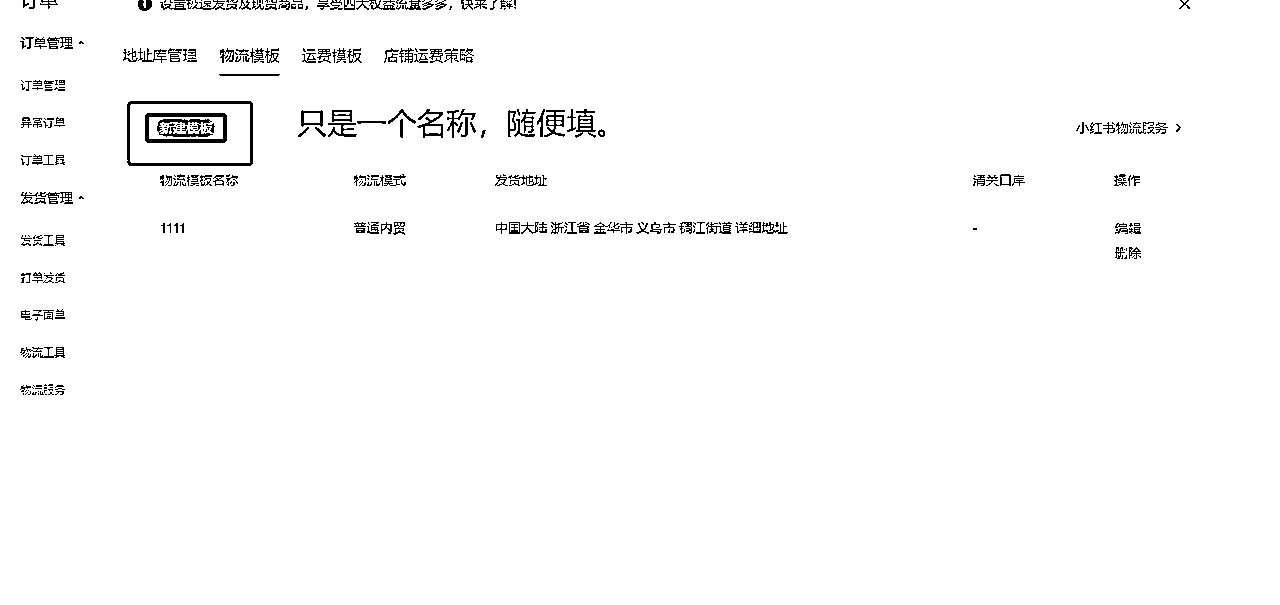 订单
设置极速发货及现货商品，享受四大权益流量多多，快来了解！
订单管理
订单管理
异常订单
订单工具
发货管理
发货工具
打单发货
电子面单
物流工具
物流服务
地址库管理 物流模板 运费模板 店铺运费策略
新建模板 只是一个名称，随便填。 小红书物流服务 >
物流模板名称 物流模式 发货地址 清关口岸 操作
1111 普通内贸 中国大陆 浙江省 金华市 义乌市 稠江街道 详细地址 - 编辑
删除